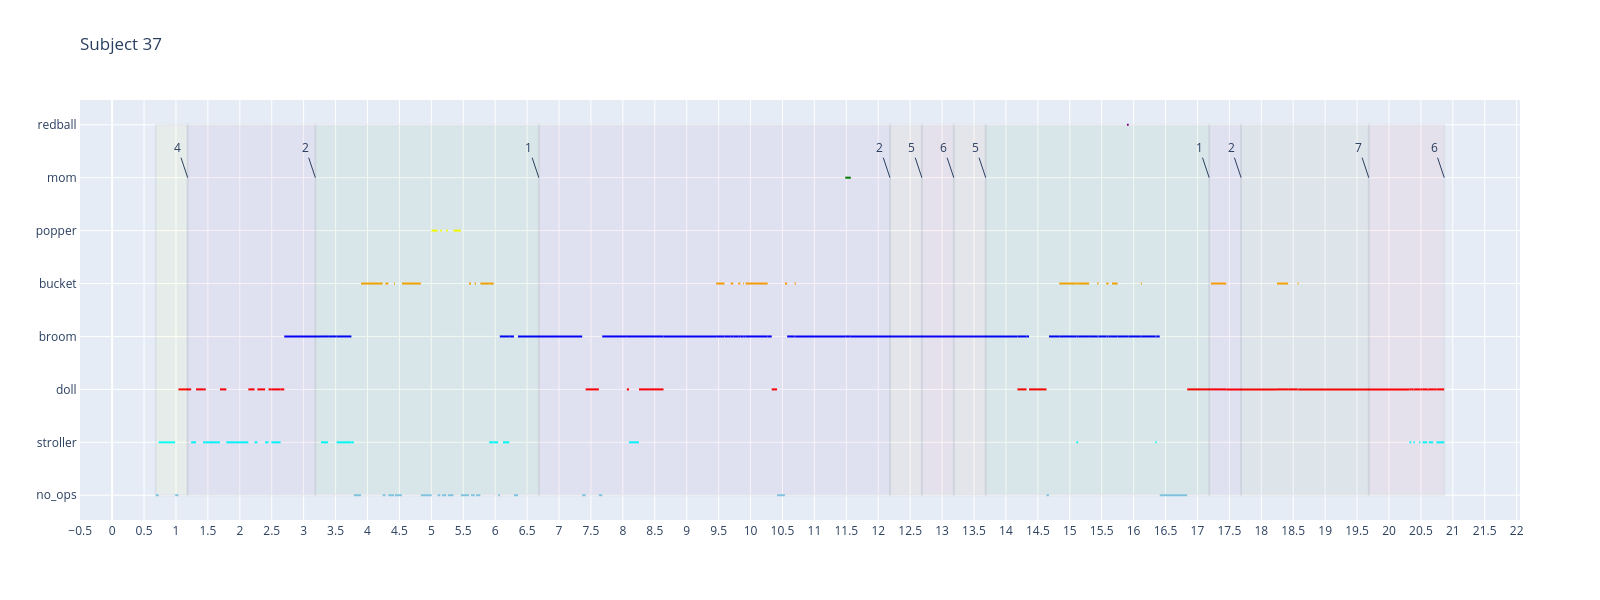 Subject 37
redball
4 2 1 2 5 6 5 1 2 7 6
mom
popper
bucket
broom
doll
stroller
no_ops
−0.5 0 0.5 1 1.5 2 2.5 3 3.5 4 4.5 5 5.5 6 6.5 7 7.5 8 8.5 9 9.5 10 10.5 11 11.5 12 12.5 13 13.5 14 14.5 15 15.5 16 16.5 17 17.5 18 18.5 19 19.5 20 20.5 21 21.5 22